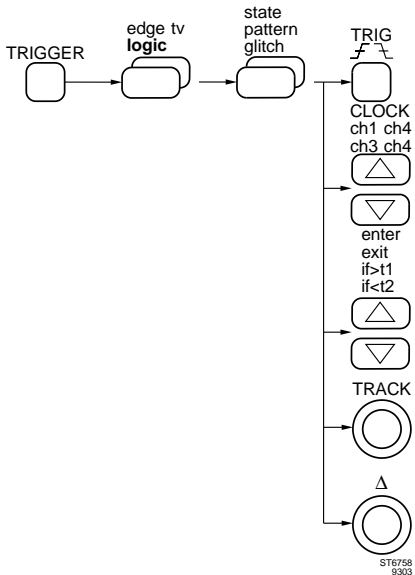 TRIGGER
edge tv
logic
state
pattern
glitch
TRIG
CLOCK
ch1 ch4
ch3 ch4
enter
exit
if>t1
if<t2
TRACK
Δ
ST6758
9303